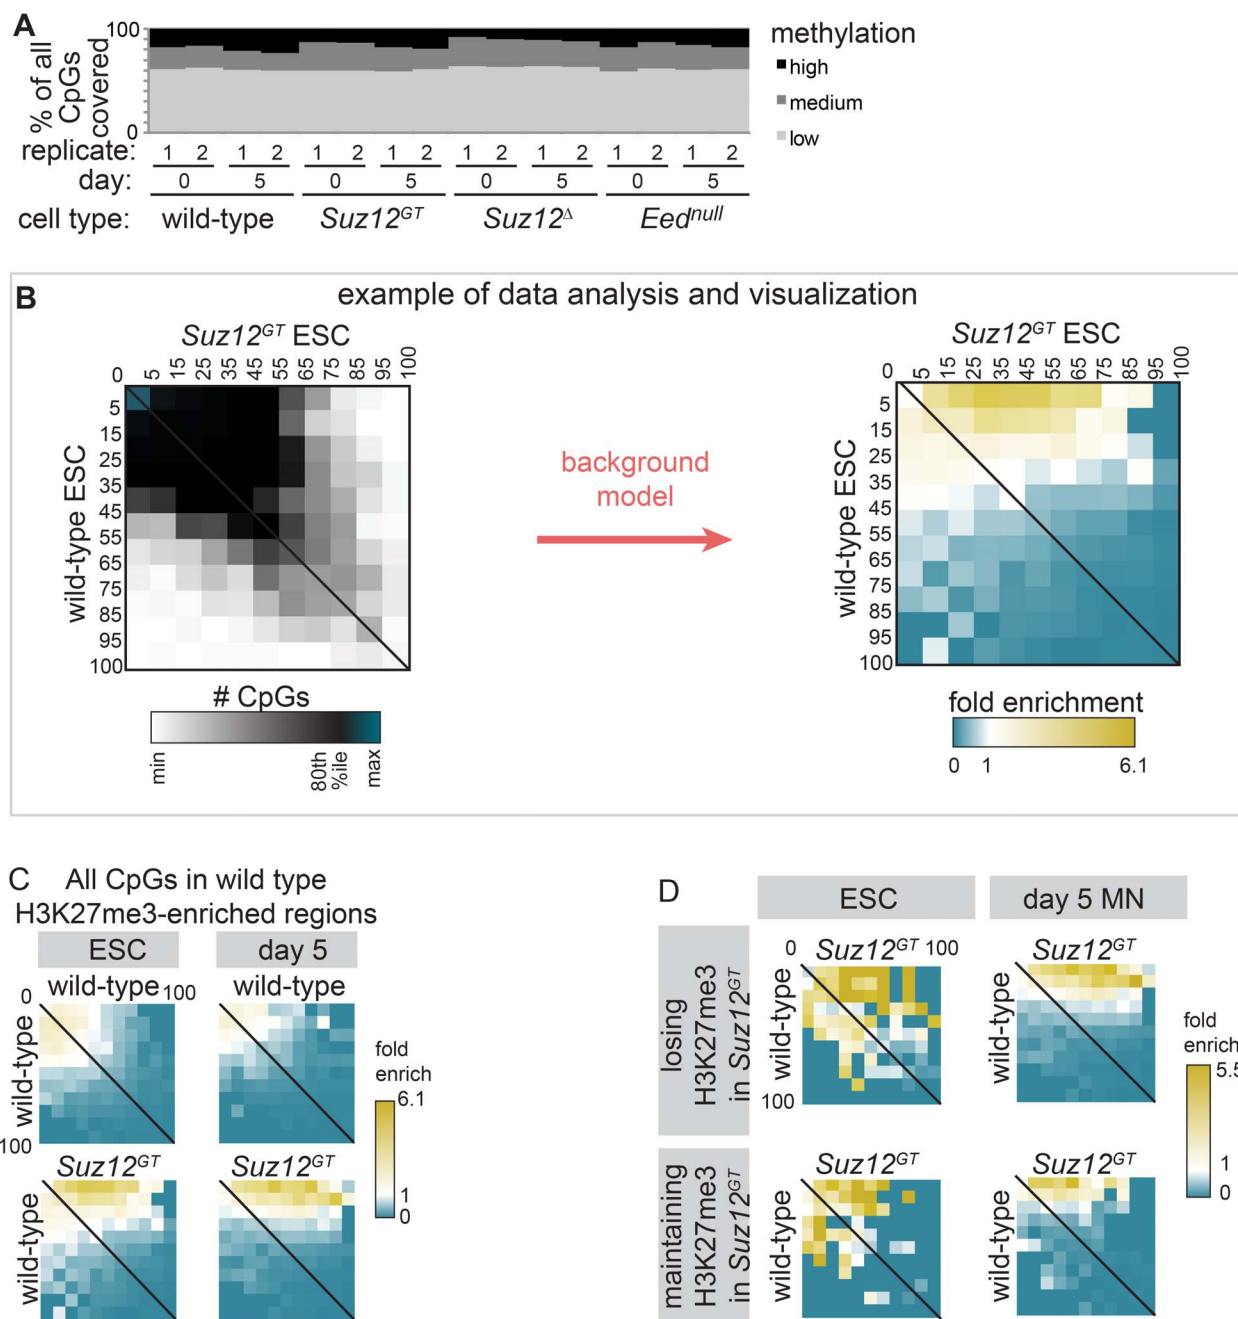 A
100
% of all
CpGs
covered
0
methylation
high
medium
low
replicate: 1 2 1 2 1 2 1 2 1 2 1 2 1 2 1 2
day: 0 5 0 5 0 5 0 5
cell type: wild-type Suz12GT Suz12Δ Eednull
B
example of data analysis and visualization
Suz12GT ESC
0 5 15 25 35 45 55 65 75 85 95 100
wild-type ESC
5
15
25
35
45
55
65
75
85
95
100
# CpGs
min
80th
%ile
max
background
model
Suz12GT ESC
0 5 15 25 35 45 55 65 75 85 95 100
wild-type ESC
5
15
25
35
45
55
65
75
85
95
100
fold enrichment
0 1 6.1
C All CpGs in wild type
H3K27me3-enriched regions
ESC day 5
wild-type wild-type
0 100
wild-type
100
Suz12GT Suz12GT
wild-type
fold
enrich
6.1
1
0
D
ESC day 5 MN
0 Suz12GT 100 Suz12GT
losing
H3K27me3
in Suz12GT
wild-type wild-type
100
maintaining
H3K27me3
in Suz12GT
Suz12GT Suz12GT
wild-type wild-type
fold
enrich
5.5
1
0